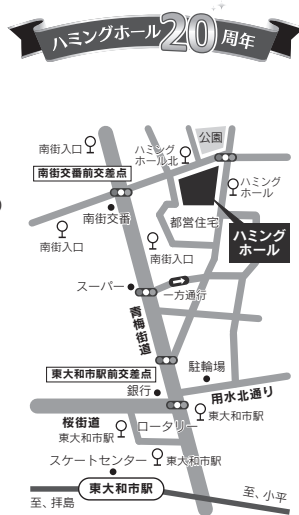 ハミングホール20周年
公園
南街入口
ハミング
ホール北
南街交番前交差点
ハミング
ホール
南街交番
都営住宅
南街入口
南街入口
ハミング
ホール
スーパー
一方通行
青梅街道
東大和市駅前交差点
駐輪場
銀行
用水北通り
桜街道
ロータリー
東大和市駅
東大和市駅
スケートセンター
東大和市駅
東大和市駅
至、拝島
至、小平